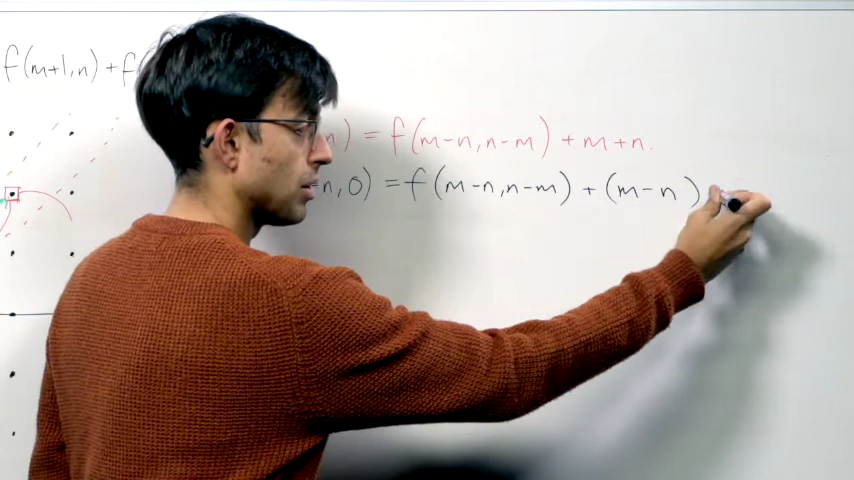 f(m+1,n) + f(
n) = f(m-n,n-m) + m+n.
-n,0) = f(m-n,n-m) + (m-n)